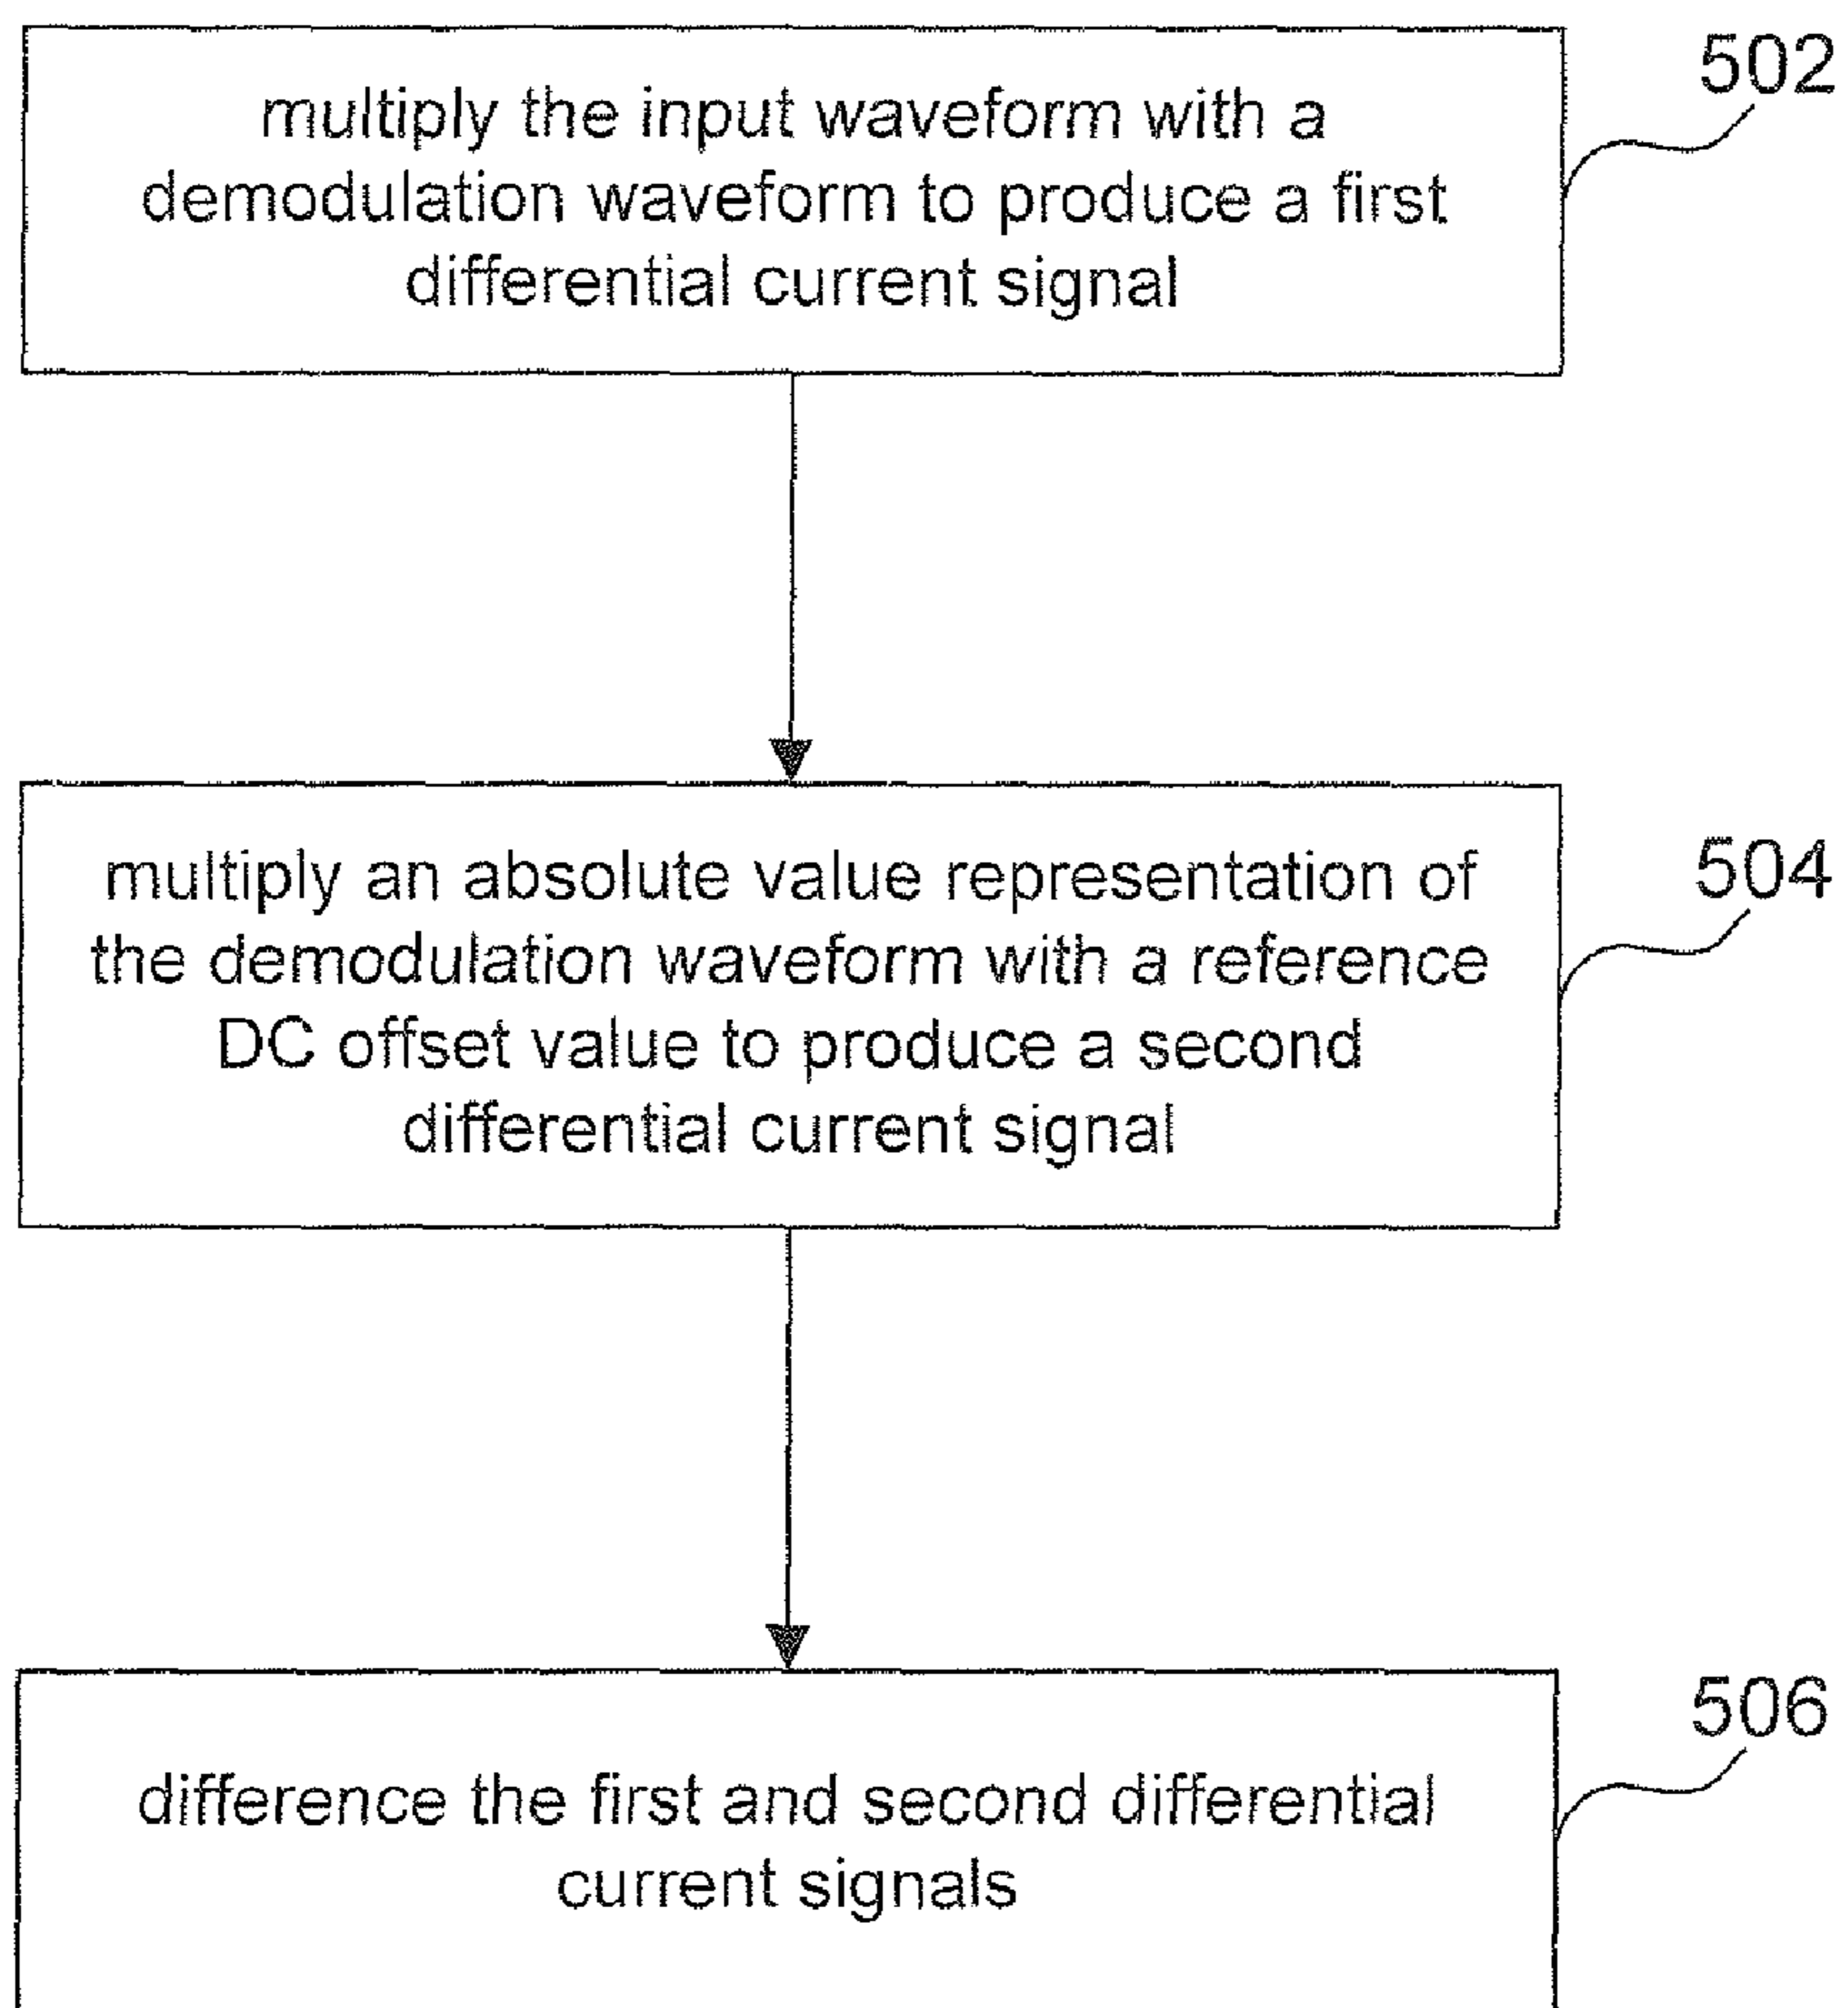 502
multiply the input waveform with a
demodulation waveform to produce a first
differential current signal
504
multiply an absolute value representation of
the demodulation waveform with a reference
DC offset value to produce a second
differential current signal
506
difference the first and second differential
current signals